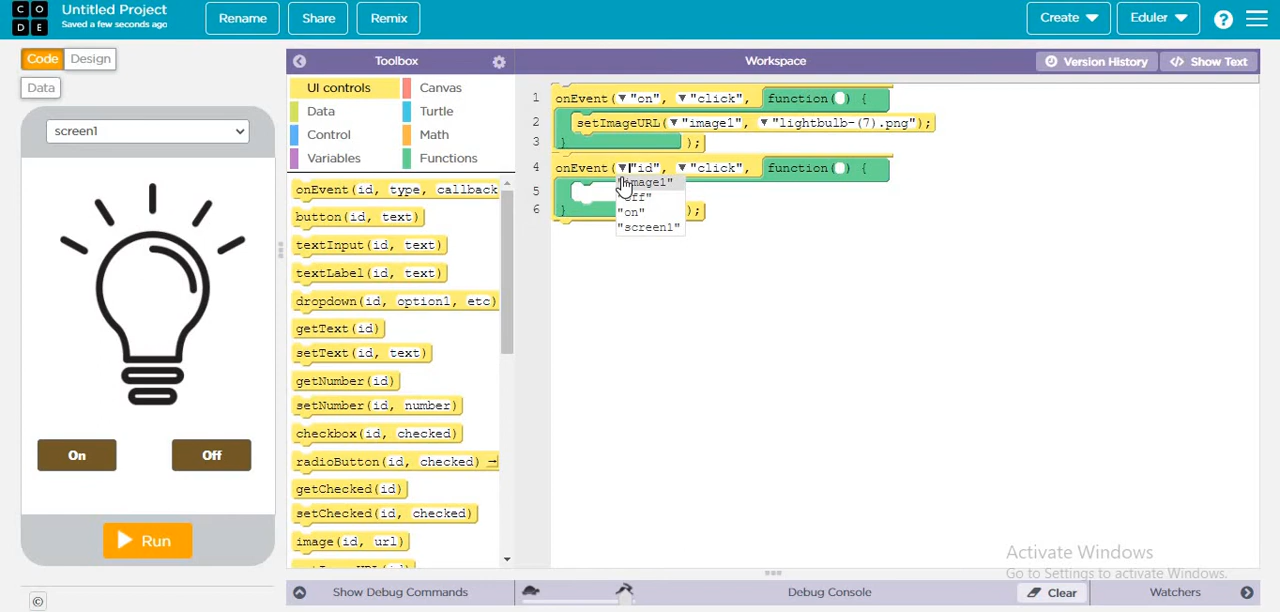 CODE
Untitled Project
Saved a few seconds ago
Rename
Share
Remix
Create
Eduler
?
Code
Design
Data
Toolbox
Workspace
Version History
</> Show Text
screen1
UI controls
Canvas
Data
Turtle
Control
Math
Variables
Functions
onEvent(id, type, callback
button(id, text)
textInput(id, text)
textLabel(id, text)
dropdown(id, option1, etc)
getText(id)
setText(id, text)
getNumber(id)
setNumber(id, number)
checkbox(id, checked)
radioButton(id, checked)
getChecked(id)
setChecked(id, checked)
image(id, url)
1 onEvent(▼"on", ▼"click", function( ) {
2 setImageURL(▼"image1", ▼"lightbulb-(7).png");
3 } );
4 onEvent(▼"id", ▼"click", function( ) {
5
6 } );
"image1"
"off"
"on"
"screen1"
On
Off
Run
Activate Windows
Go to Settings to activate Windows.
©
Show Debug Commands
Debug Console
Clear
Watchers